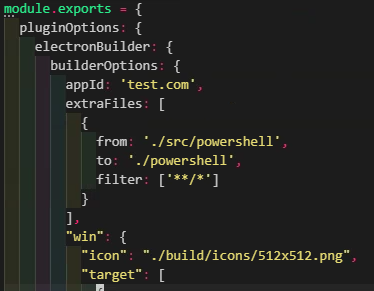 module.exports = {
pluginOptions: {
electronBuilder: {
builderOptions: {
appId: 'test.com',
extraFiles: [
{
from: './src/powershell',
to: './powershell',
filter: ['**/*']
}
],
"win": {
"icon": "./build/icons/512x512.png",
"target": [
{